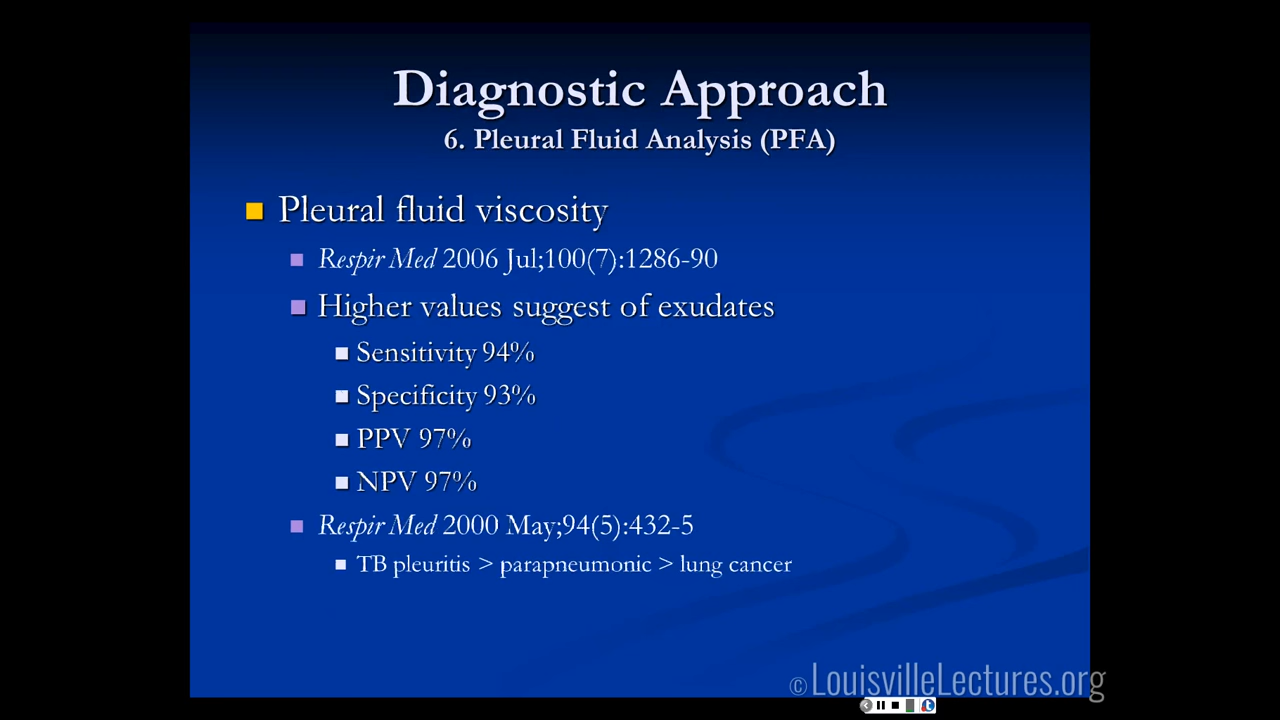 Diagnostic Approach
6. Pleural Fluid Analysis (PFA)
Pleural fluid viscosity
Respir Med 2006 Jul;100(7):1286-90
Higher values suggest of exudates
Sensitivity 94%
Specificity 93%
PPV 97%
NPV 97%
Respir Med 2000 May;94(5):432-5
TB pleuritis > parapneumonic > lung cancer
© LouisvilleLectures.org